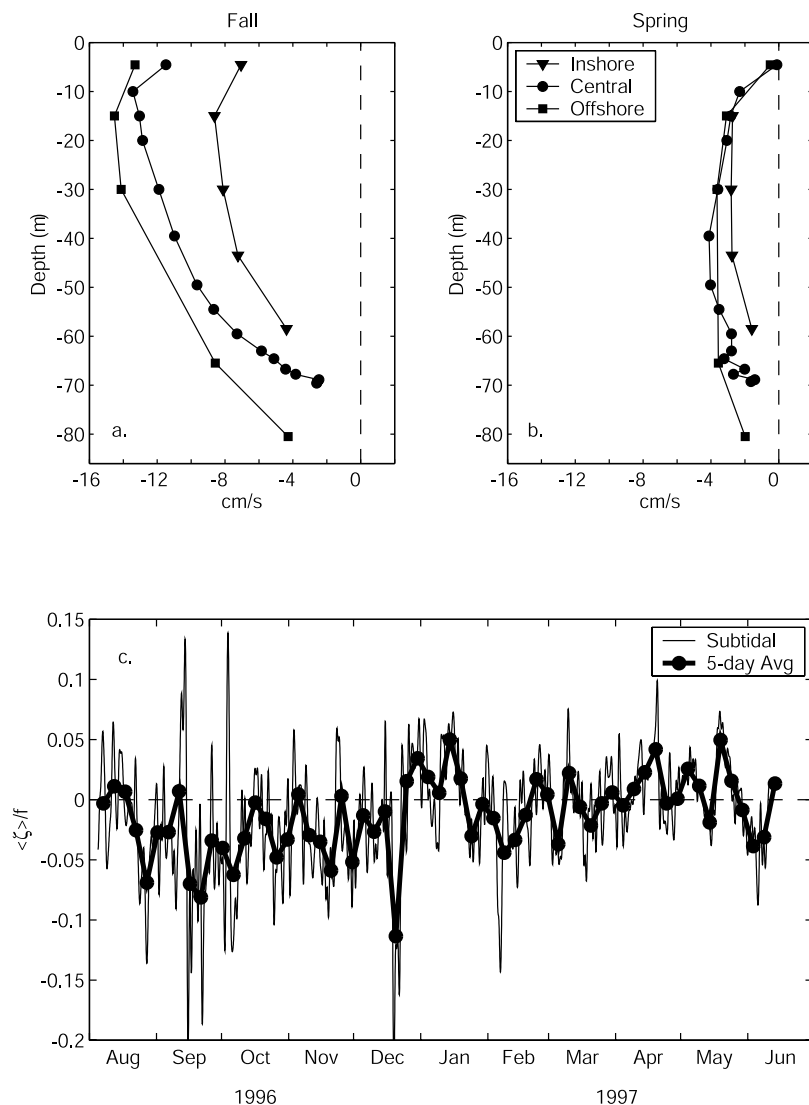 Fall
0
-10
-20
-30
-40
-50
-60
-70
-80
Depth (m)
a.
-16 -12 -8 -4 0
cm/s
Spring
Inshore
Central
Offshore
0
-10
-20
-30
-40
-50
-60
-70
-80
Depth (m)
b.
-16 -12 -8 -4 0
cm/s
0.15
0.1
0.05
0
-0.05
-0.1
-0.15
-0.2
<ζ>/f
c.
Subtidal
5-day Avg
Aug Sep Oct Nov Dec Jan Feb Mar Apr May Jun
1996 1997